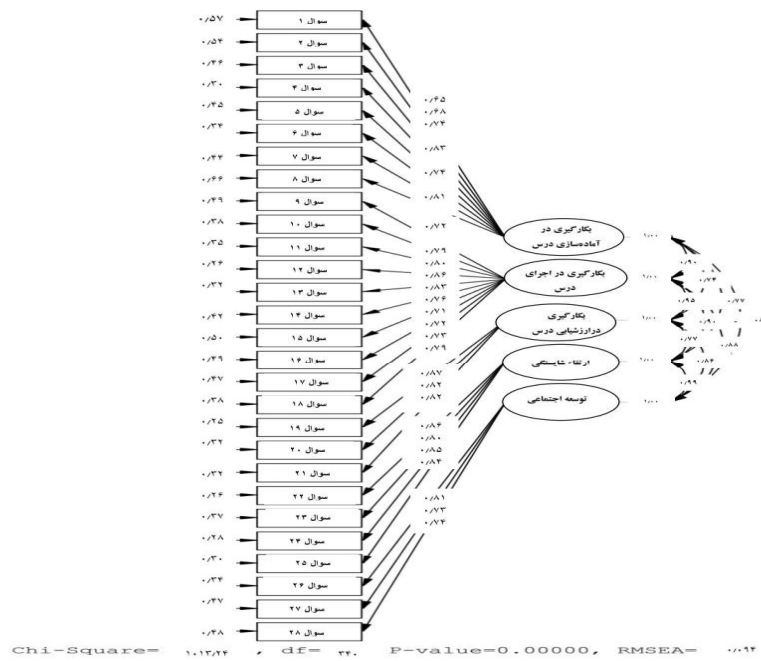 ۰٫۵۷ سوال ۱
۰٫۵۴ سوال ۲
۰٫۴۶ سوال ۳
۰٫۳۰ سوال ۴
۰٫۴۵ سوال ۵
۰٫۳۴ سوال ۶
۰٫۴۴ سوال ۷
۰٫۶۶ سوال ۸
۰٫۴۹ سوال ۹
۰٫۳۸ سوال ۱۰
۰٫۳۵ سوال ۱۱
۰٫۲۶ سوال ۱۲
۰٫۳۲ سوال ۱۳
۰٫۴۲ سوال ۱۴
۰٫۵۰ سوال ۱۵
۰٫۴۹ سوال ۱۶
۰٫۴۷ سوال ۱۷
۰٫۳۸ سوال ۱۸
۰٫۲۵ سوال ۱۹
۰٫۳۲ سوال ۲۰
۰٫۳۲ سوال ۲۱
۰٫۲۶ سوال ۲۲
۰٫۳۷ سوال ۲۳
۰٫۲۸ سوال ۲۴
۰٫۳۰ سوال ۲۵
۰٫۳۴ سوال ۲۶
۰٫۴۷ سوال ۲۷
۰٫۴۸ سوال ۲۸
۰٫۶۵
۰٫۶۸
۰٫۷۴
۰٫۸۳
۰٫۷۴
۰٫۸۱
۰٫۷۲
۰٫۷۹
۰٫۸۰
۰٫۸۶
۰٫۸۳
۰٫۷۶
۰٫۷۱
۰٫۷۲
۰٫۷۳
۰٫۷۹
۰٫۸۷
۰٫۸۲
۰٫۸۲
۰٫۸۶
۰٫۸۰
۰٫۸۵
۰٫۸۴
۰٫۸۱
۰٫۷۳
۰٫۷۴
بکارگیری در
آماده‌سازی درس
بکارگیری در اجرای
درس
بکارگیری
درارزشیابی درس
ارتقاء شایستگی
توسعه اجتماعی
۱٫۰۰
۱٫۰۰
۱٫۰۰
۱٫۰۰
۱٫۰۰
۰٫۹۰
۰٫۷۴
۰٫۷۷
۰٫۹۵
۰٫۹۰
۰٫۷۷
۰٫۸۸
۰٫۸۴
۰٫۹۹
Chi-Square= ۱۰۱۳٫۲۴ , df= ۳۴۰ P-value=0.00000, RMSEA= ۰٫۰۹۴